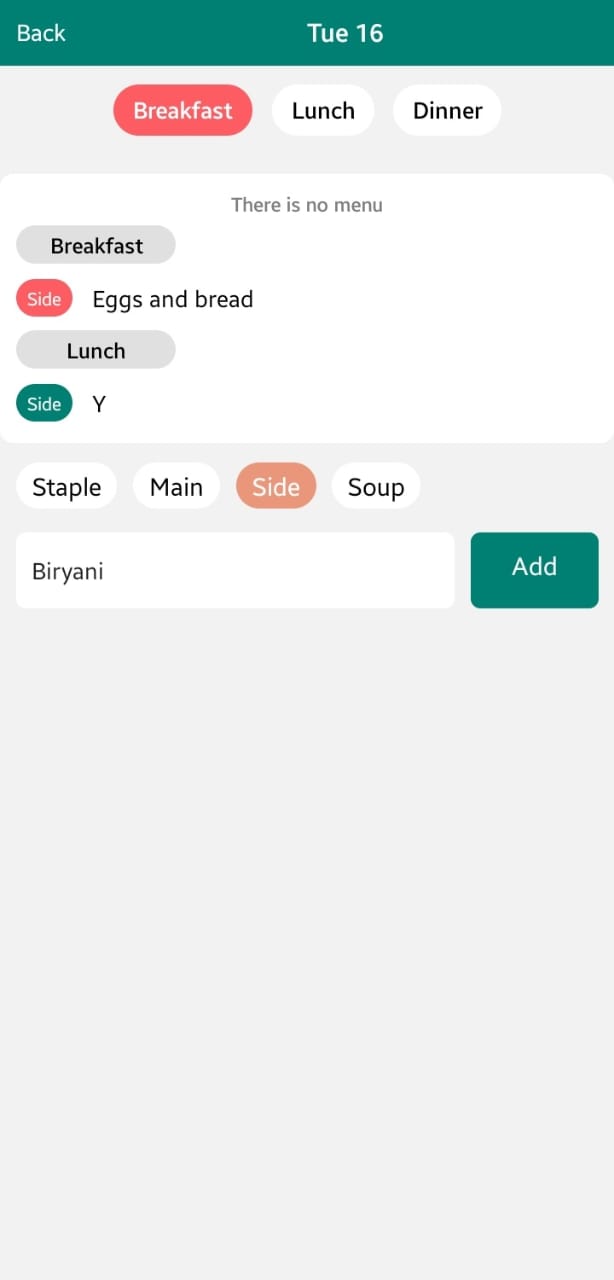 Back Tue 16
Breakfast Lunch Dinner
There is no menu
Breakfast
Side Eggs and bread
Lunch
Side Y
Staple Main Side Soup
Biryani Add